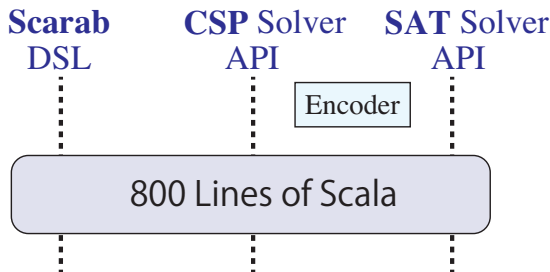 Scarab
DSL
CSP Solver
API
SAT Solver
API
Encoder
800 Lines of Scala